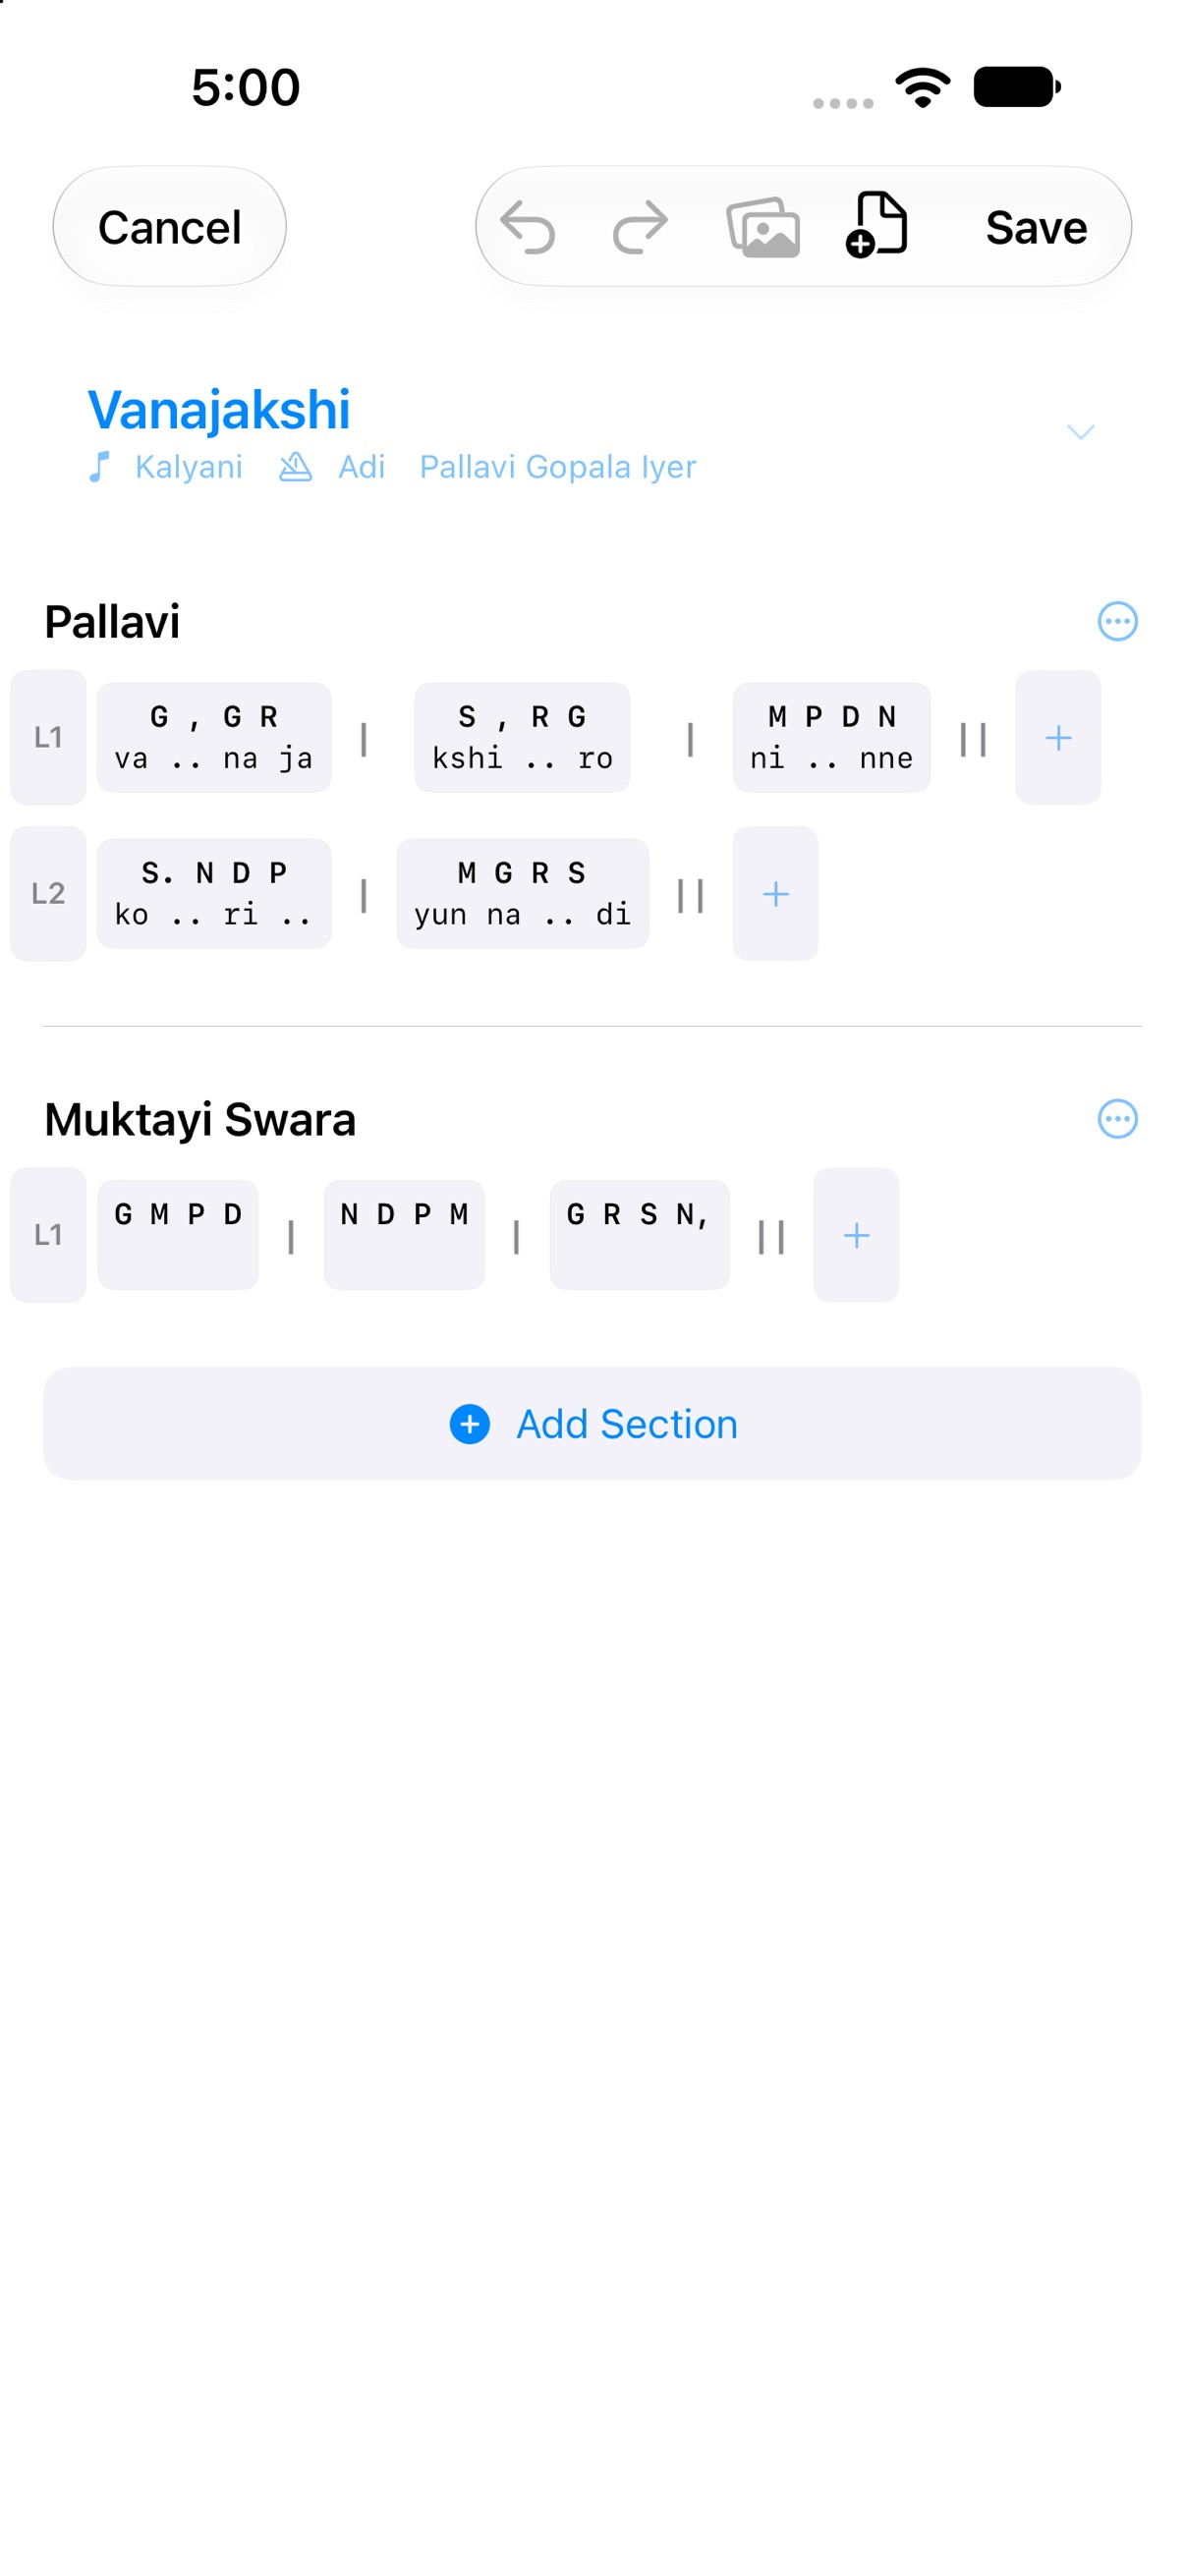 5:00
Cancel Save
Vanajakshi
Kalyani Adi Pallavi Gopala Iyer
Pallavi
L1 G , G R | S , R G | M P D N || +
va .. na ja kshi .. ro ni .. nne
L2 S. N D P | M G R S || +
ko .. ri .. yun na .. di
Muktayi Swara
L1 G M P D | N D P M | G R S N, || +
Add Section